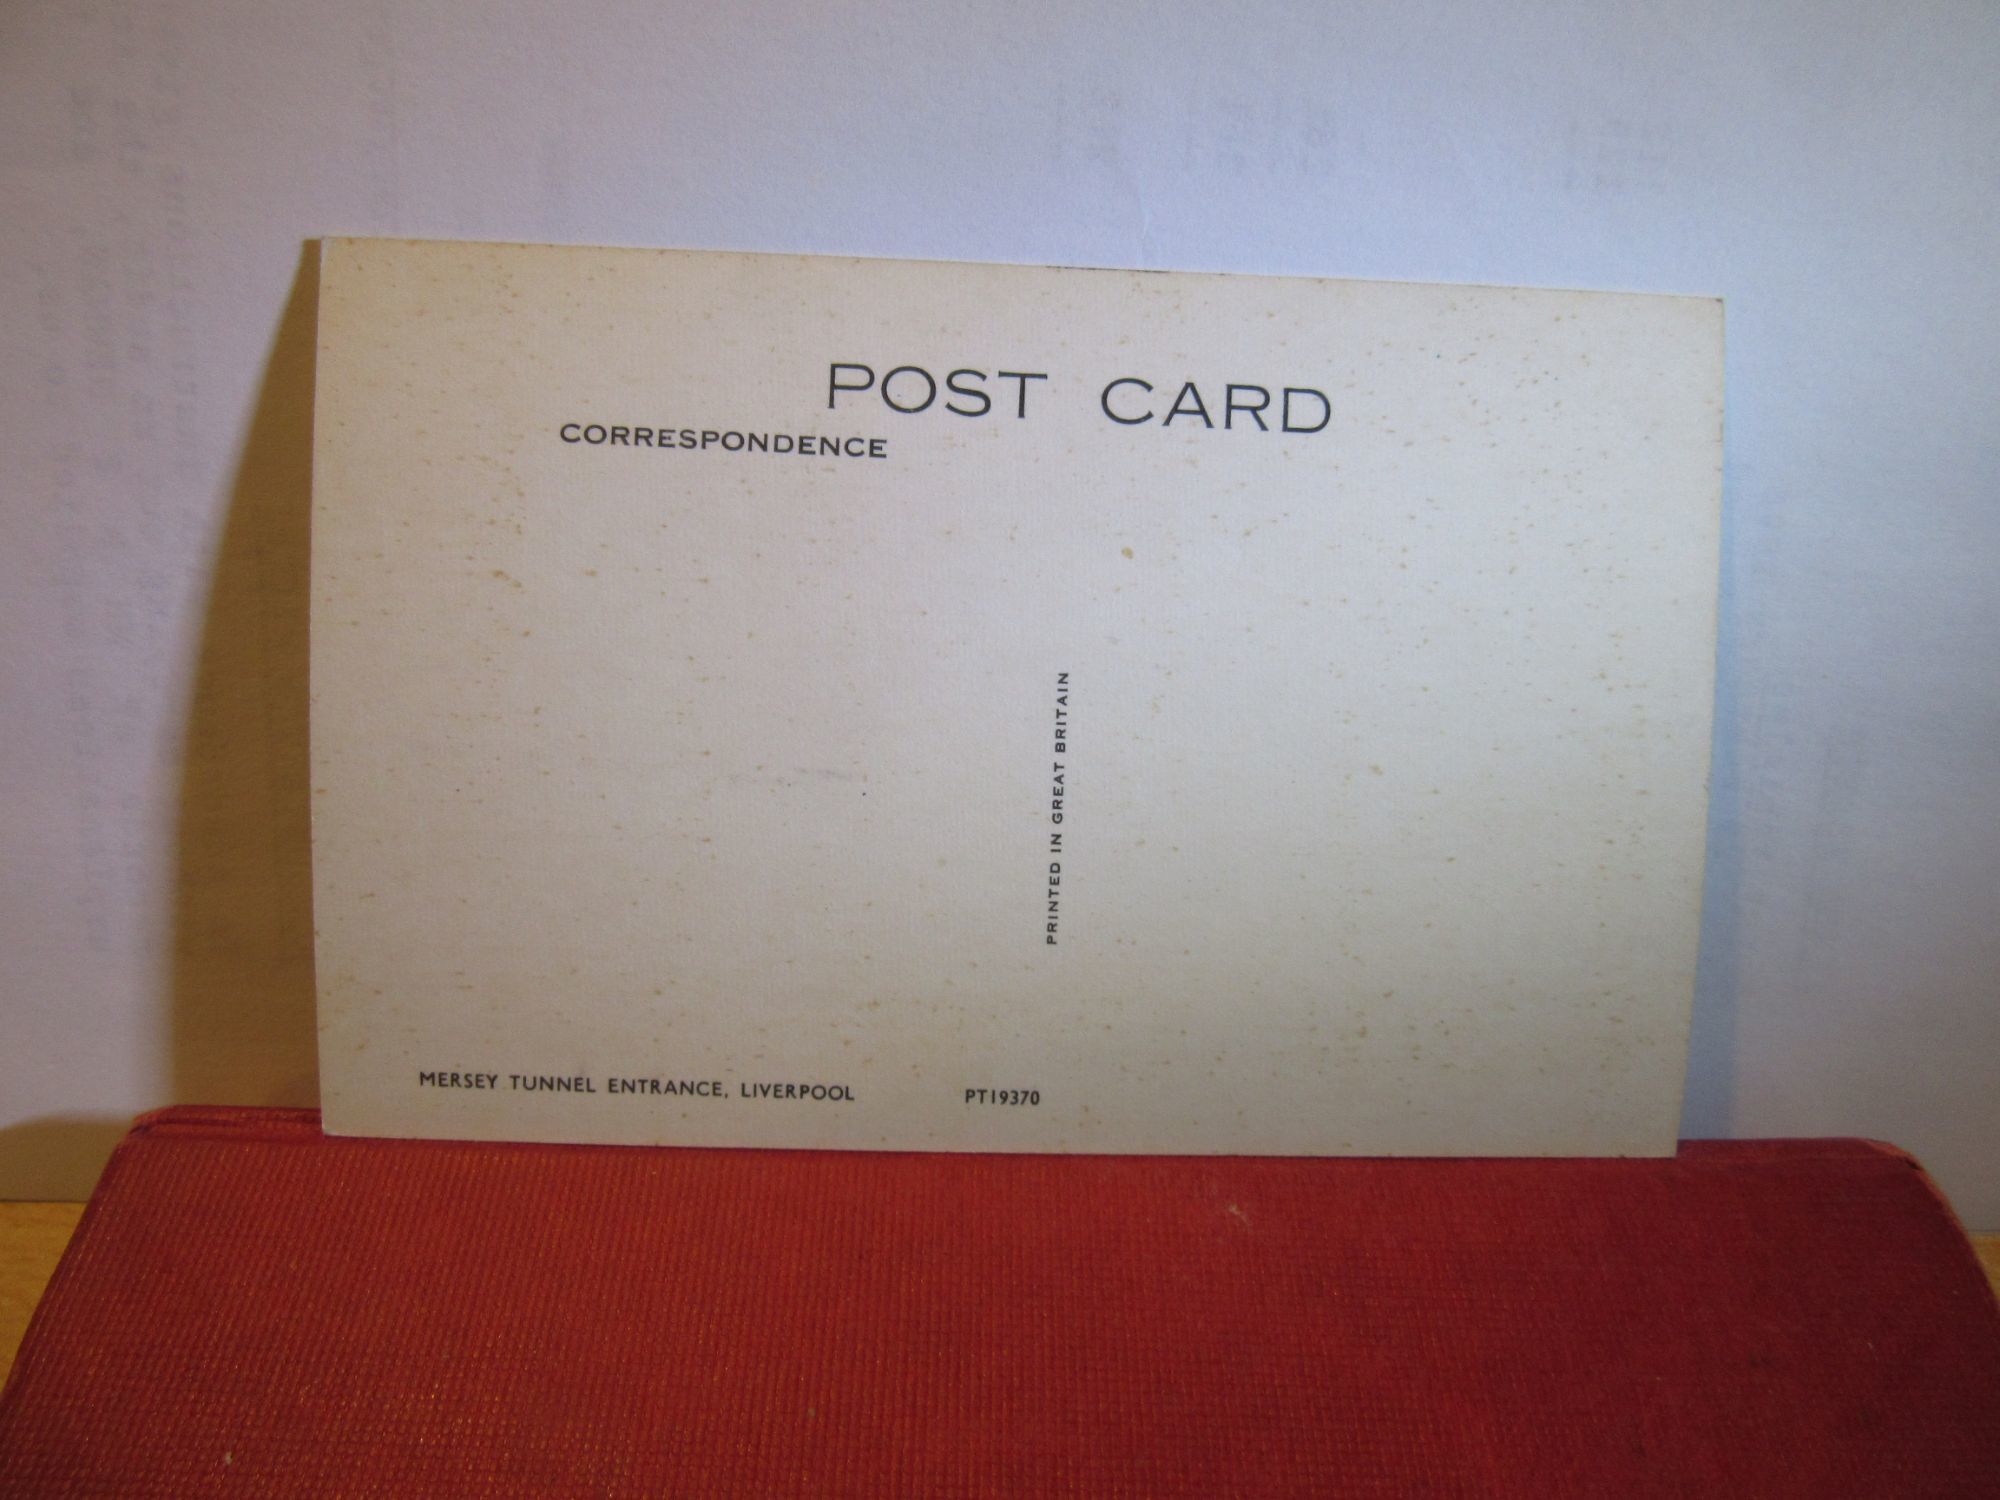 POST CARD
CORRESPONDENCE
PRINTED IN GREAT BRITAIN
MERSEY TUNNEL ENTRANCE, LIVERPOOL
PT19370